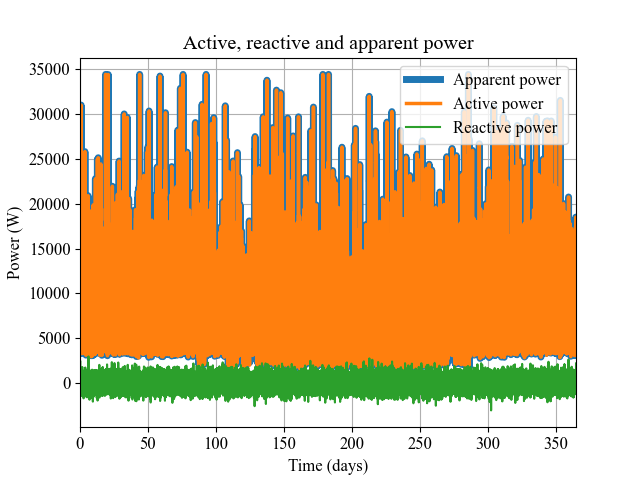 Active, reactive and apparent power
Apparent power
Active power
Reactive power
Power (W)
35000
30000
25000
20000
15000
10000
5000
0
0 50 100 150 200 250 300 350
Time (days)